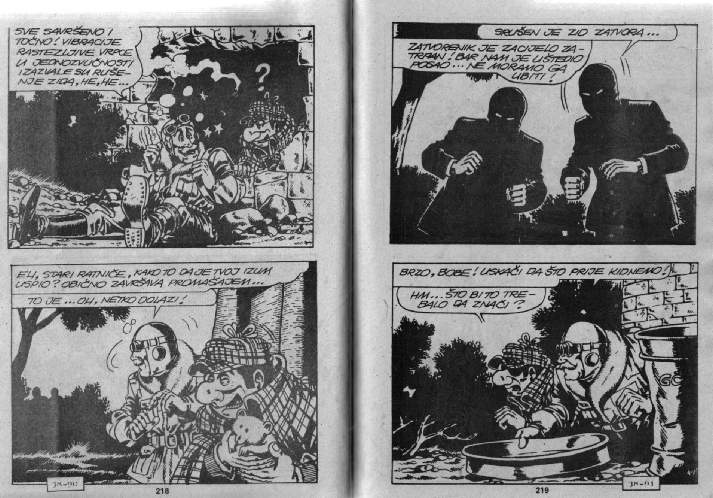 SVE SAVRŠENO I
TOČNO! VIBRACIJE
RASTEZLJIVE VRPCE
U JEDNOZVUČNOSTI
IZAZVALE SU RUŠE-
NJE ZIDA, HE, HE...
?
EH, STARI RATNIČE, KAKO TO DA JE TVOJ IZUM
USPIO? OBIČNO ZAVRŠAVA PROMAŠAJEM...
TO JE... OH, NETKO DOLAZI!
218
SRUŠEN JE ZID ZATVORA...
ZATVORENIK JE ZACIJELO ZA-
TRPAN! BAR NAM JE UŠTEDIO
POSAO... NE MORAMO GA
UBITI!
BRZO, BOBE! USKAČI DA ŠTO PRIJE KIDNEMO!
HM... ŠTO BI TO TRE-
BALO DA ZNAČI?
219